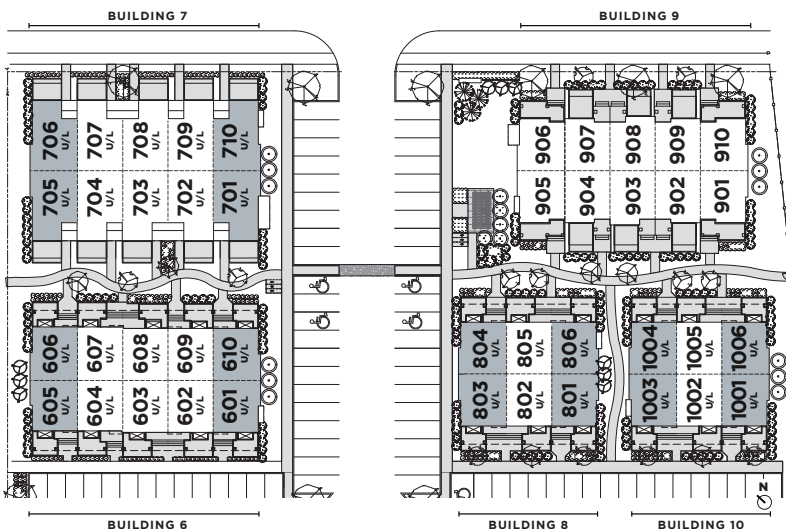 BUILDING 7
BUILDING 9
706 U/L
707 U/L
708 U/L
709 U/L
710 U/L
705 U/L
704 U/L
703 U/L
702 U/L
701 U/L
906
907
908
909
910
905
904
903
902
901
606 U/L
607 U/L
608 U/L
609 U/L
610 U/L
605 U/L
604 U/L
603 U/L
602 U/L
601 U/L
804 U/L
805 U/L
806 U/L
803 U/L
802 U/L
801 U/L
1004 U/L
1005 U/L
1006 U/L
1003 U/L
1002 U/L
1001 U/L
N
BUILDING 6
BUILDING 8
BUILDING 10